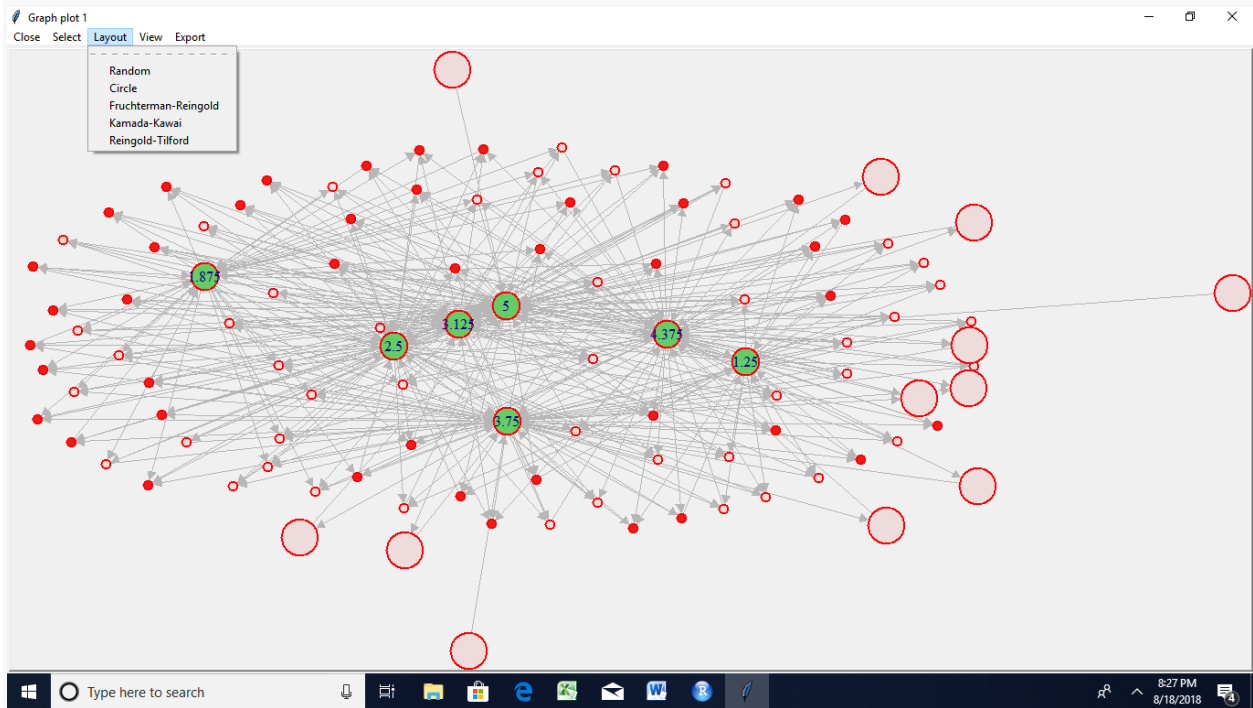 Graph plot 1
Close Select Layout View Export
Random
Circle
Fruchterman-Reingold
Kamada-Kawai
Reingold-Tilford
1.875
5
3.125
4.375
2.5
1.25
3.75
Type here to search
8:27 PM
8/18/2018
4